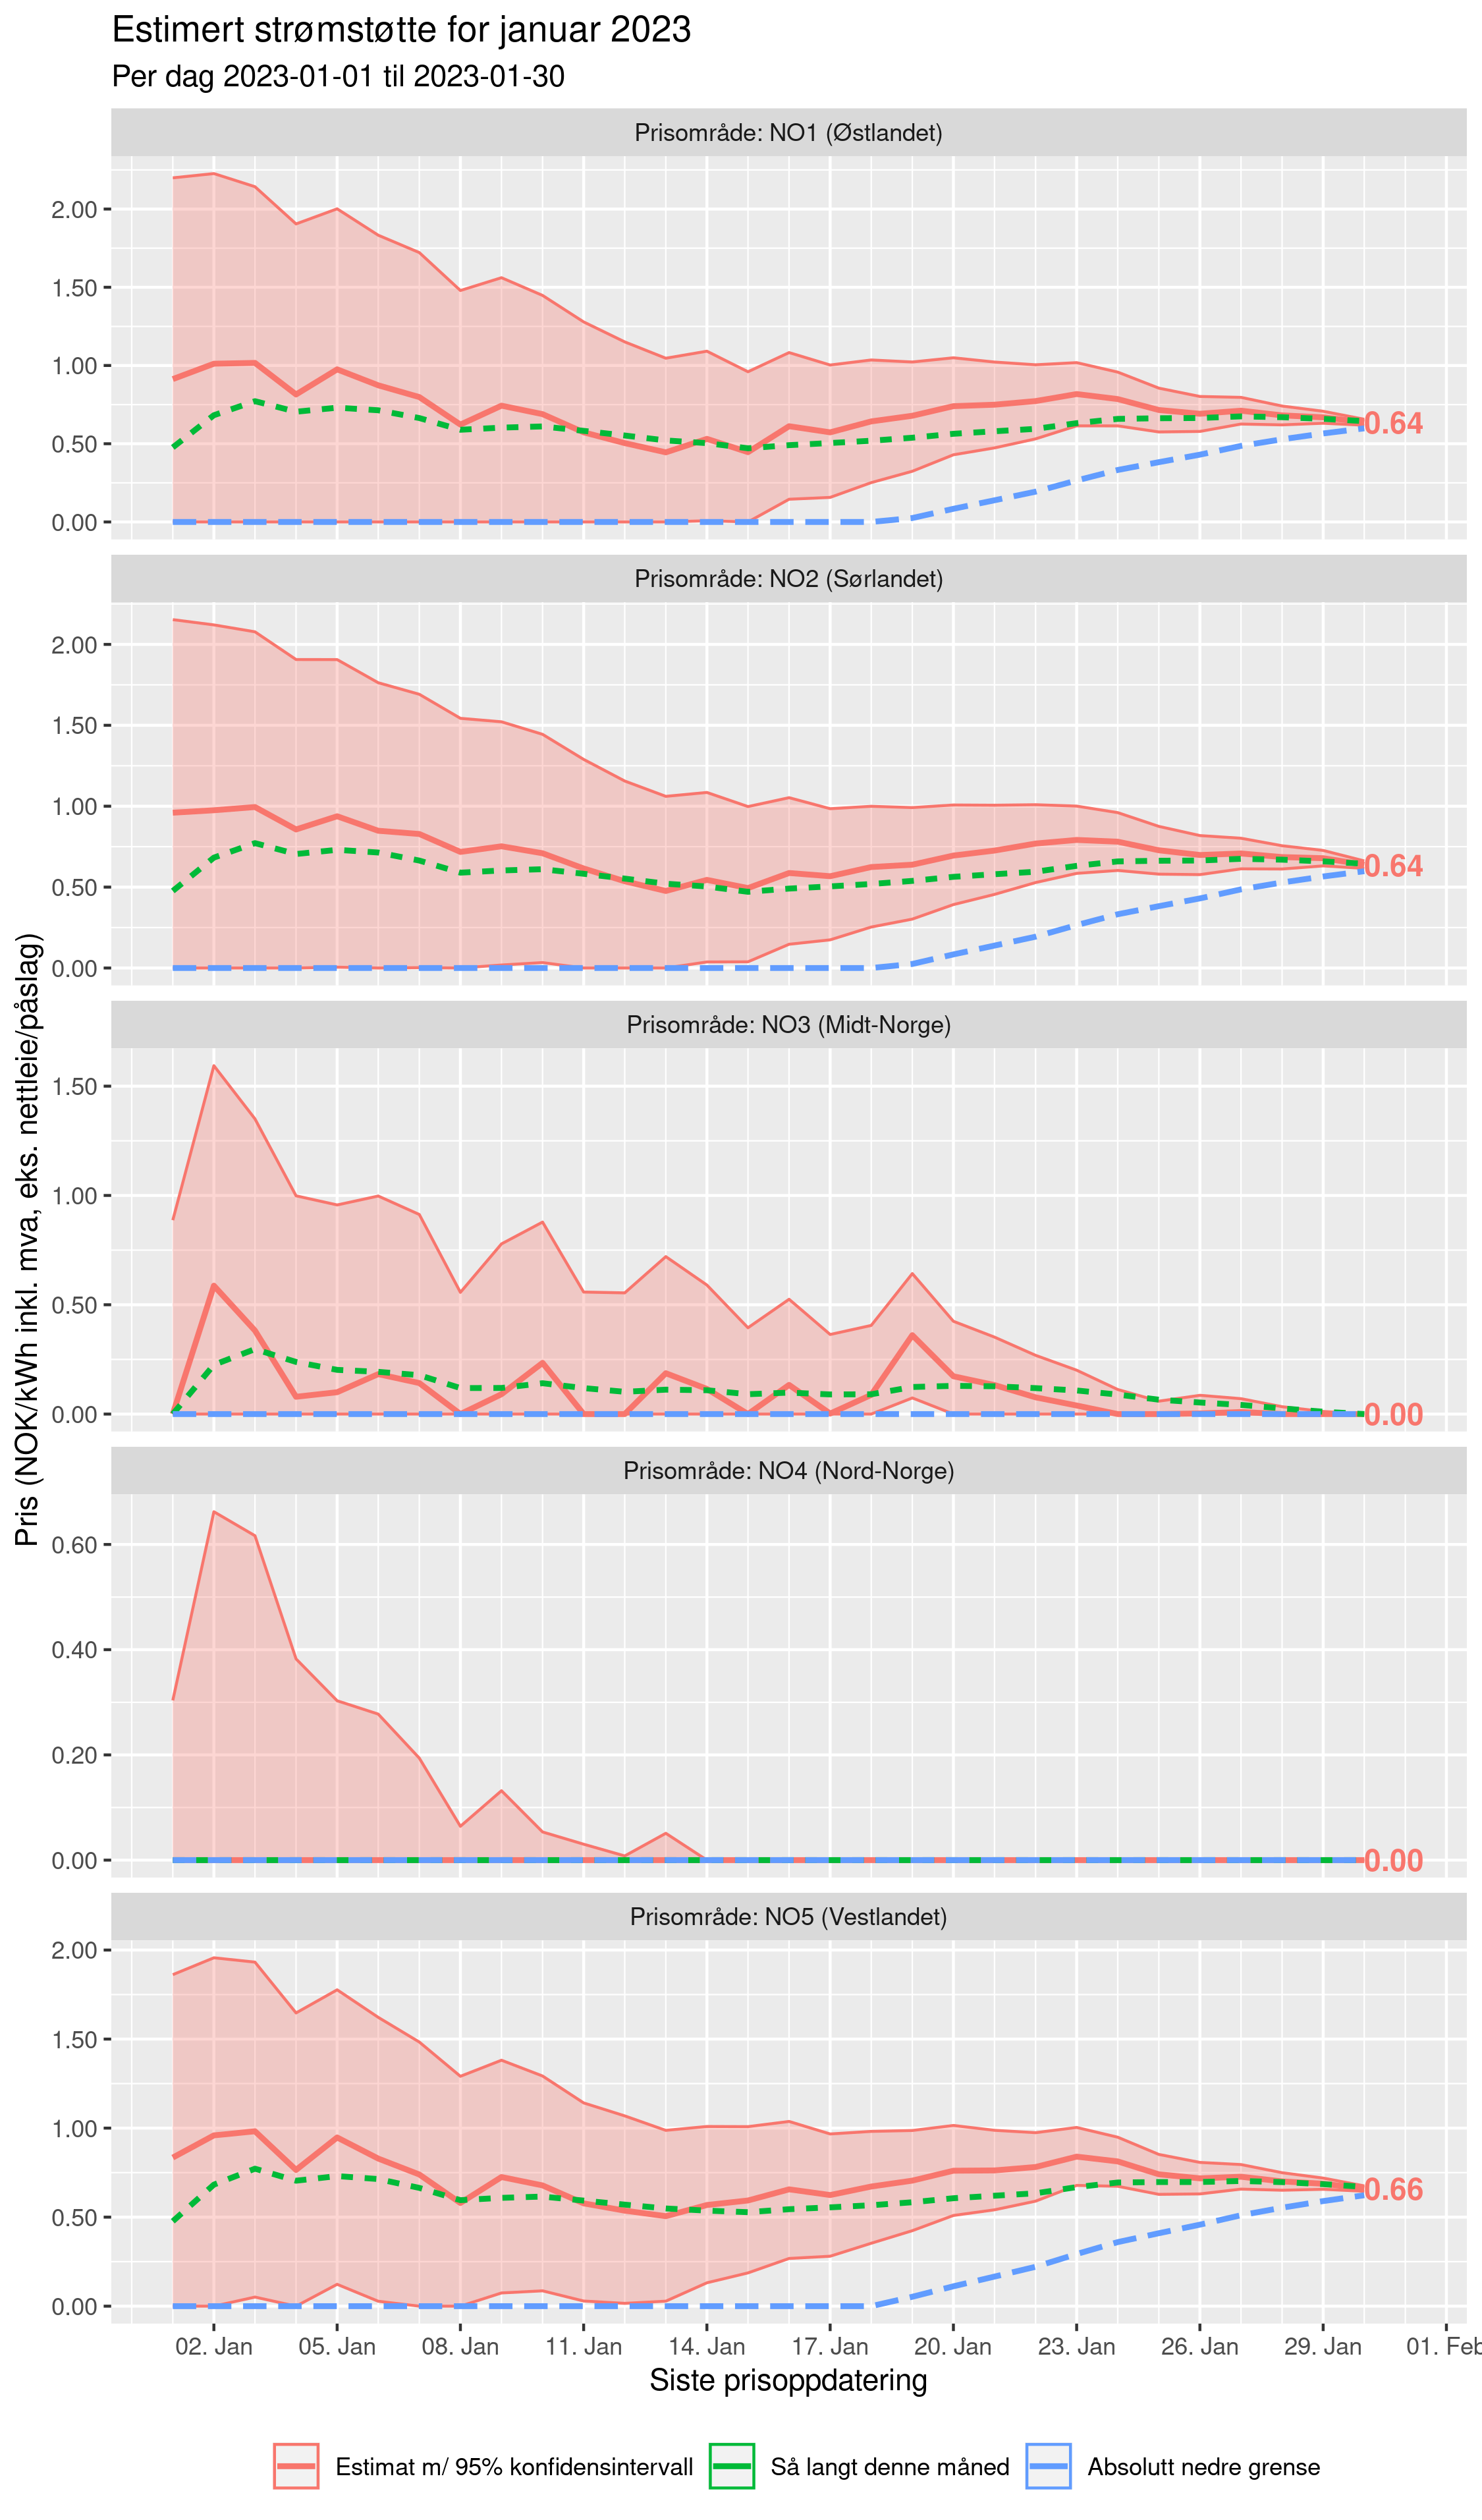 Estimert strømstøtte for januar 2023
Per dag 2023-01-01 til 2023-01-30
Pris (NOK/kWh inkl. mva, eks. nettleie/påslag)
Prisområde: NO1 (Østlandet)
2.00
1.50
1.00
0.50
0.00
0.64
Prisområde: NO2 (Sørlandet)
2.00
1.50
1.00
0.50
0.00
0.64
Prisområde: NO3 (Midt-Norge)
1.50
1.00
0.50
0.00
0.00
Prisområde: NO4 (Nord-Norge)
0.60
0.40
0.20
0.00
0.00
Prisområde: NO5 (Vestlandet)
2.00
1.50
1.00
0.50
0.00
0.66
02. Jan 05. Jan 08. Jan 11. Jan 14. Jan 17. Jan 20. Jan 23. Jan 26. Jan 29. Jan 01. Feb
Siste prisoppdatering
Estimat m/ 95% konfidensintervall Så langt denne måned Absolutt nedre grense